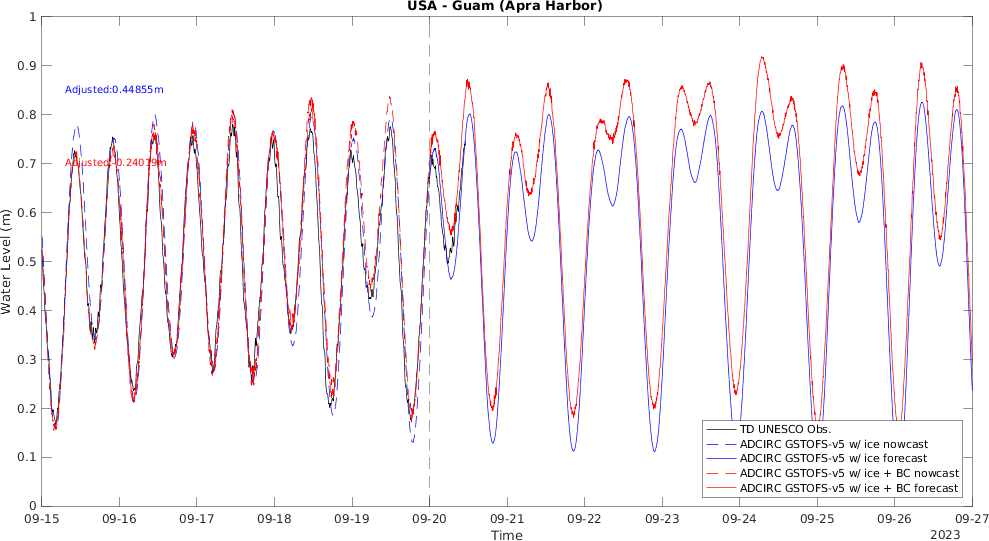 USA - Guam (Apra Harbor)
1
0.9
0.8
0.7
0.6
0.5
0.4
0.3
0.2
0.1
0
Water Level (m)
Adjusted:0.44855m
Adjusted:-0.24019m
TD UNESCO Obs.
ADCIRC GSTOFS-v5 w/ ice nowcast
ADCIRC GSTOFS-v5 w/ ice forecast
ADCIRC GSTOFS-v5 w/ ice + BC nowcast
ADCIRC GSTOFS-v5 w/ ice + BC forecast
09-15 09-16 09-17 09-18 09-19 09-20 09-21 09-22 09-23 09-24 09-25 09-26 09-27
Time
2023